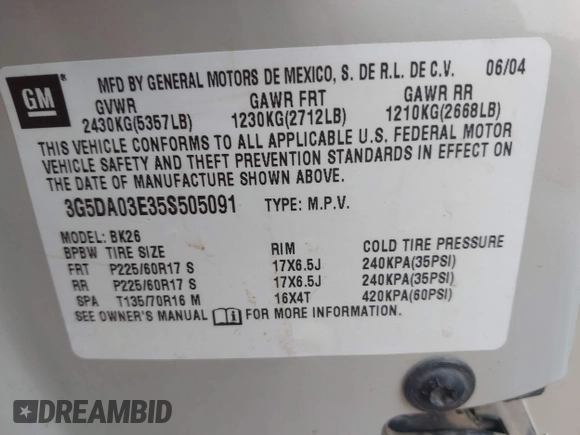 GM
MFD BY GENERAL MOTORS DE MEXICO, S. DE R.L. DE C.V. 06/04
GVWR GAWR FRT GAWR RR
2430KG(5357LB) 1230KG(2712LB) 1210KG(2668LB)
THIS VEHICLE CONFORMS TO ALL APPLICABLE U.S. FEDERAL MOTOR
VEHICLE SAFETY AND THEFT PREVENTION STANDARDS IN EFFECT ON
THE DATE OF MANUFACTURE SHOWN ABOVE.
3G5DA03E35S505091 TYPE: M.P.V.
MODEL: BK26
BPBW TIRE SIZE RIM COLD TIRE PRESSURE
FRT P225/60R17 S 17X6.5J 240KPA(35PSI)
RR P225/60R17 S 17X6.5J 240KPA(35PSI)
SPA T135/70R16 M 16X4T 420KPA(60PSI)
SEE OWNER'S MANUAL FOR MORE INFORMATION.
DREAMBID